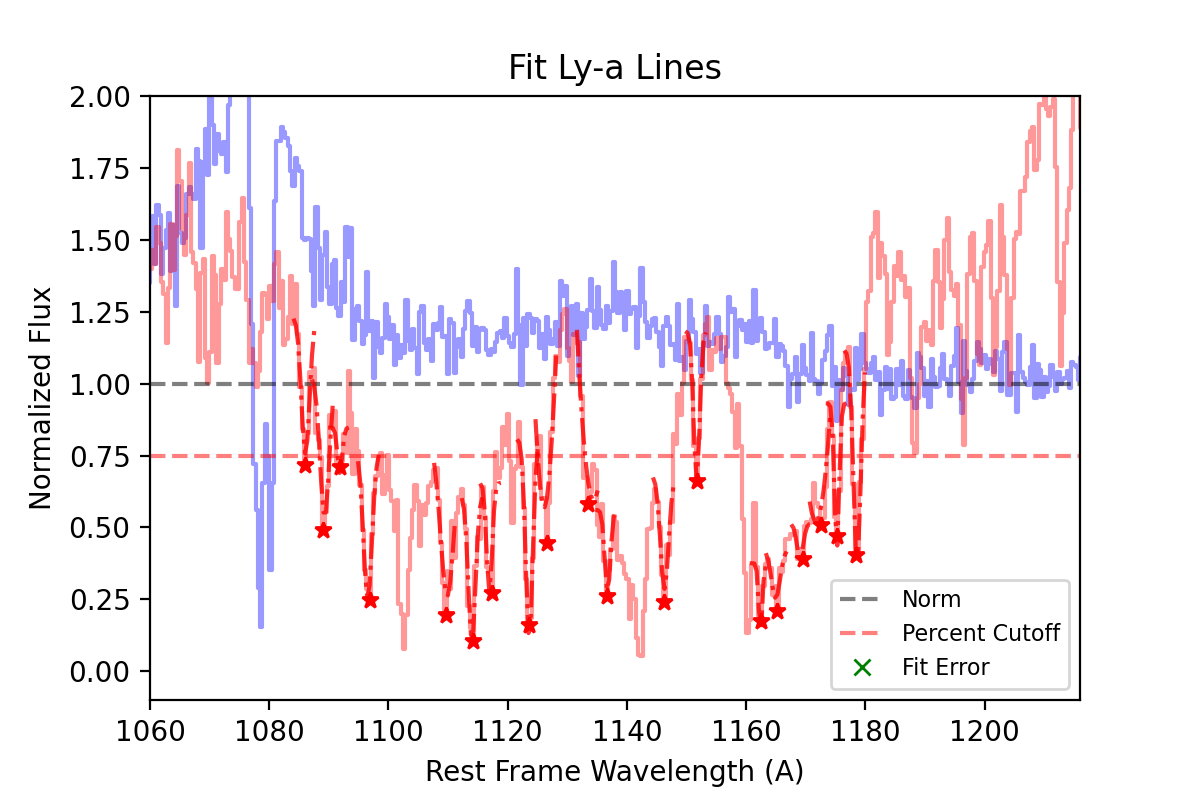 Fit Ly-a Lines
2.00
1.75
1.50
1.25
1.00
0.75
0.50
0.25
0.00
Normalized Flux
Norm
Percent Cutoff
Fit Error
1060 1080 1100 1120 1140 1160 1180 1200
Rest Frame Wavelength (A)